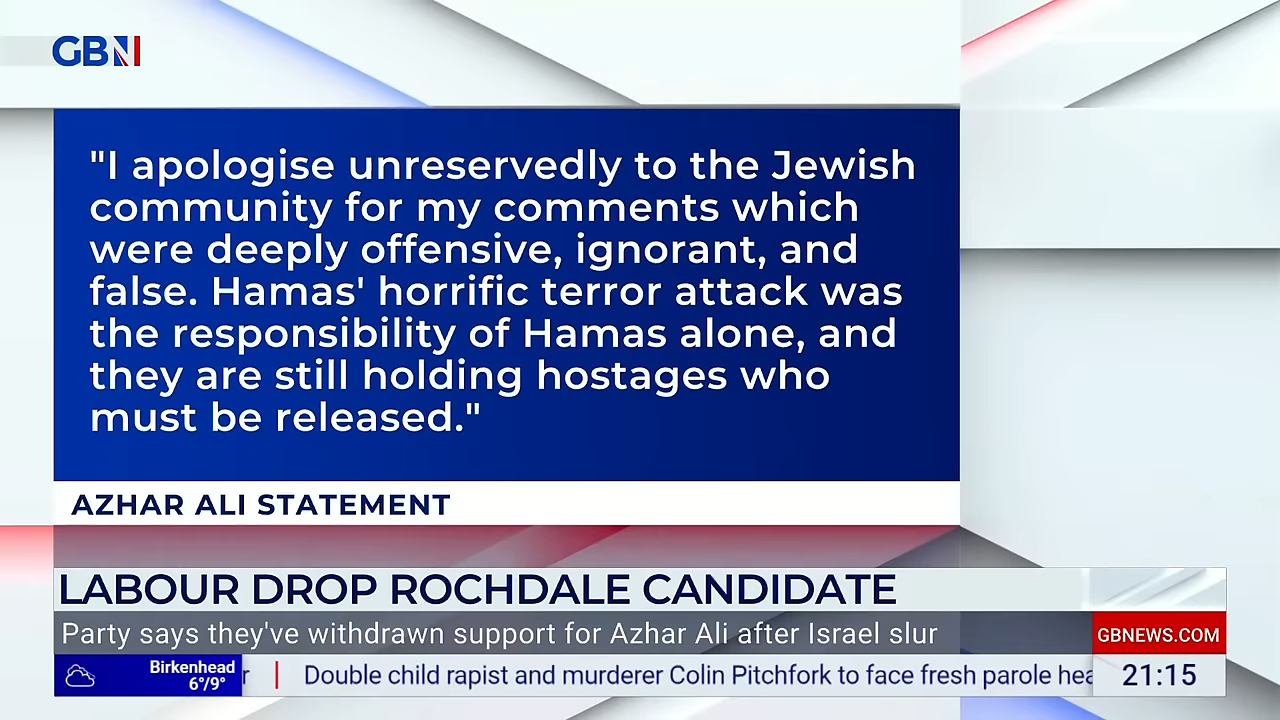 GBN
"I apologise unreservedly to the Jewish
community for my comments which
were deeply offensive, ignorant, and
false. Hamas' horrific terror attack was
the responsibility of Hamas alone, and
they are still holding hostages who
must be released."
AZHAR ALI STATEMENT
LABOUR DROP ROCHDALE CANDIDATE
Party says they've withdrawn support for Azhar Ali after Israel slur
GBNEWS.COM
Birkenhead
6°/9°
Double child rapist and murderer Colin Pitchfork to face fresh parole
21:15